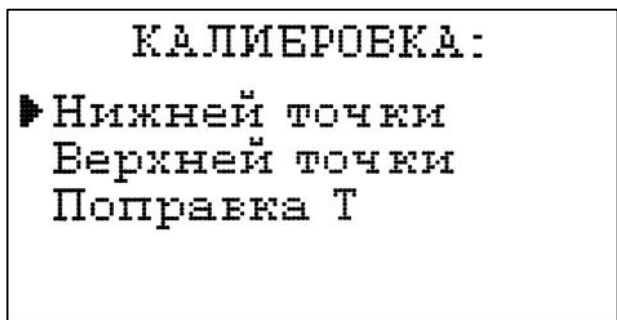 КАЛИБРОВКА:
Нижней точки
Верхней точки
Поправка Т